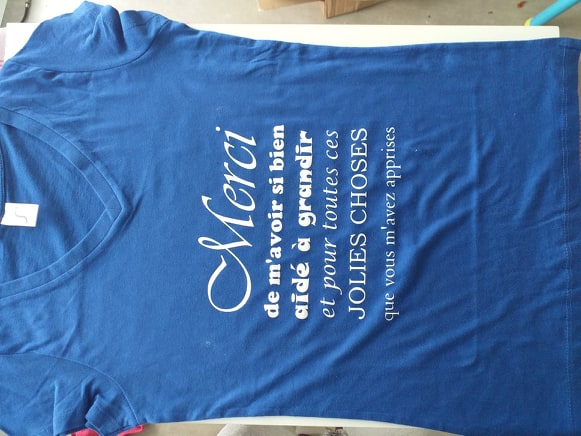 Merci
de m'avoir si bien
aidé à grandir
et pour toutes ces
JOLIES CHOSES
que vous m'avez apprises